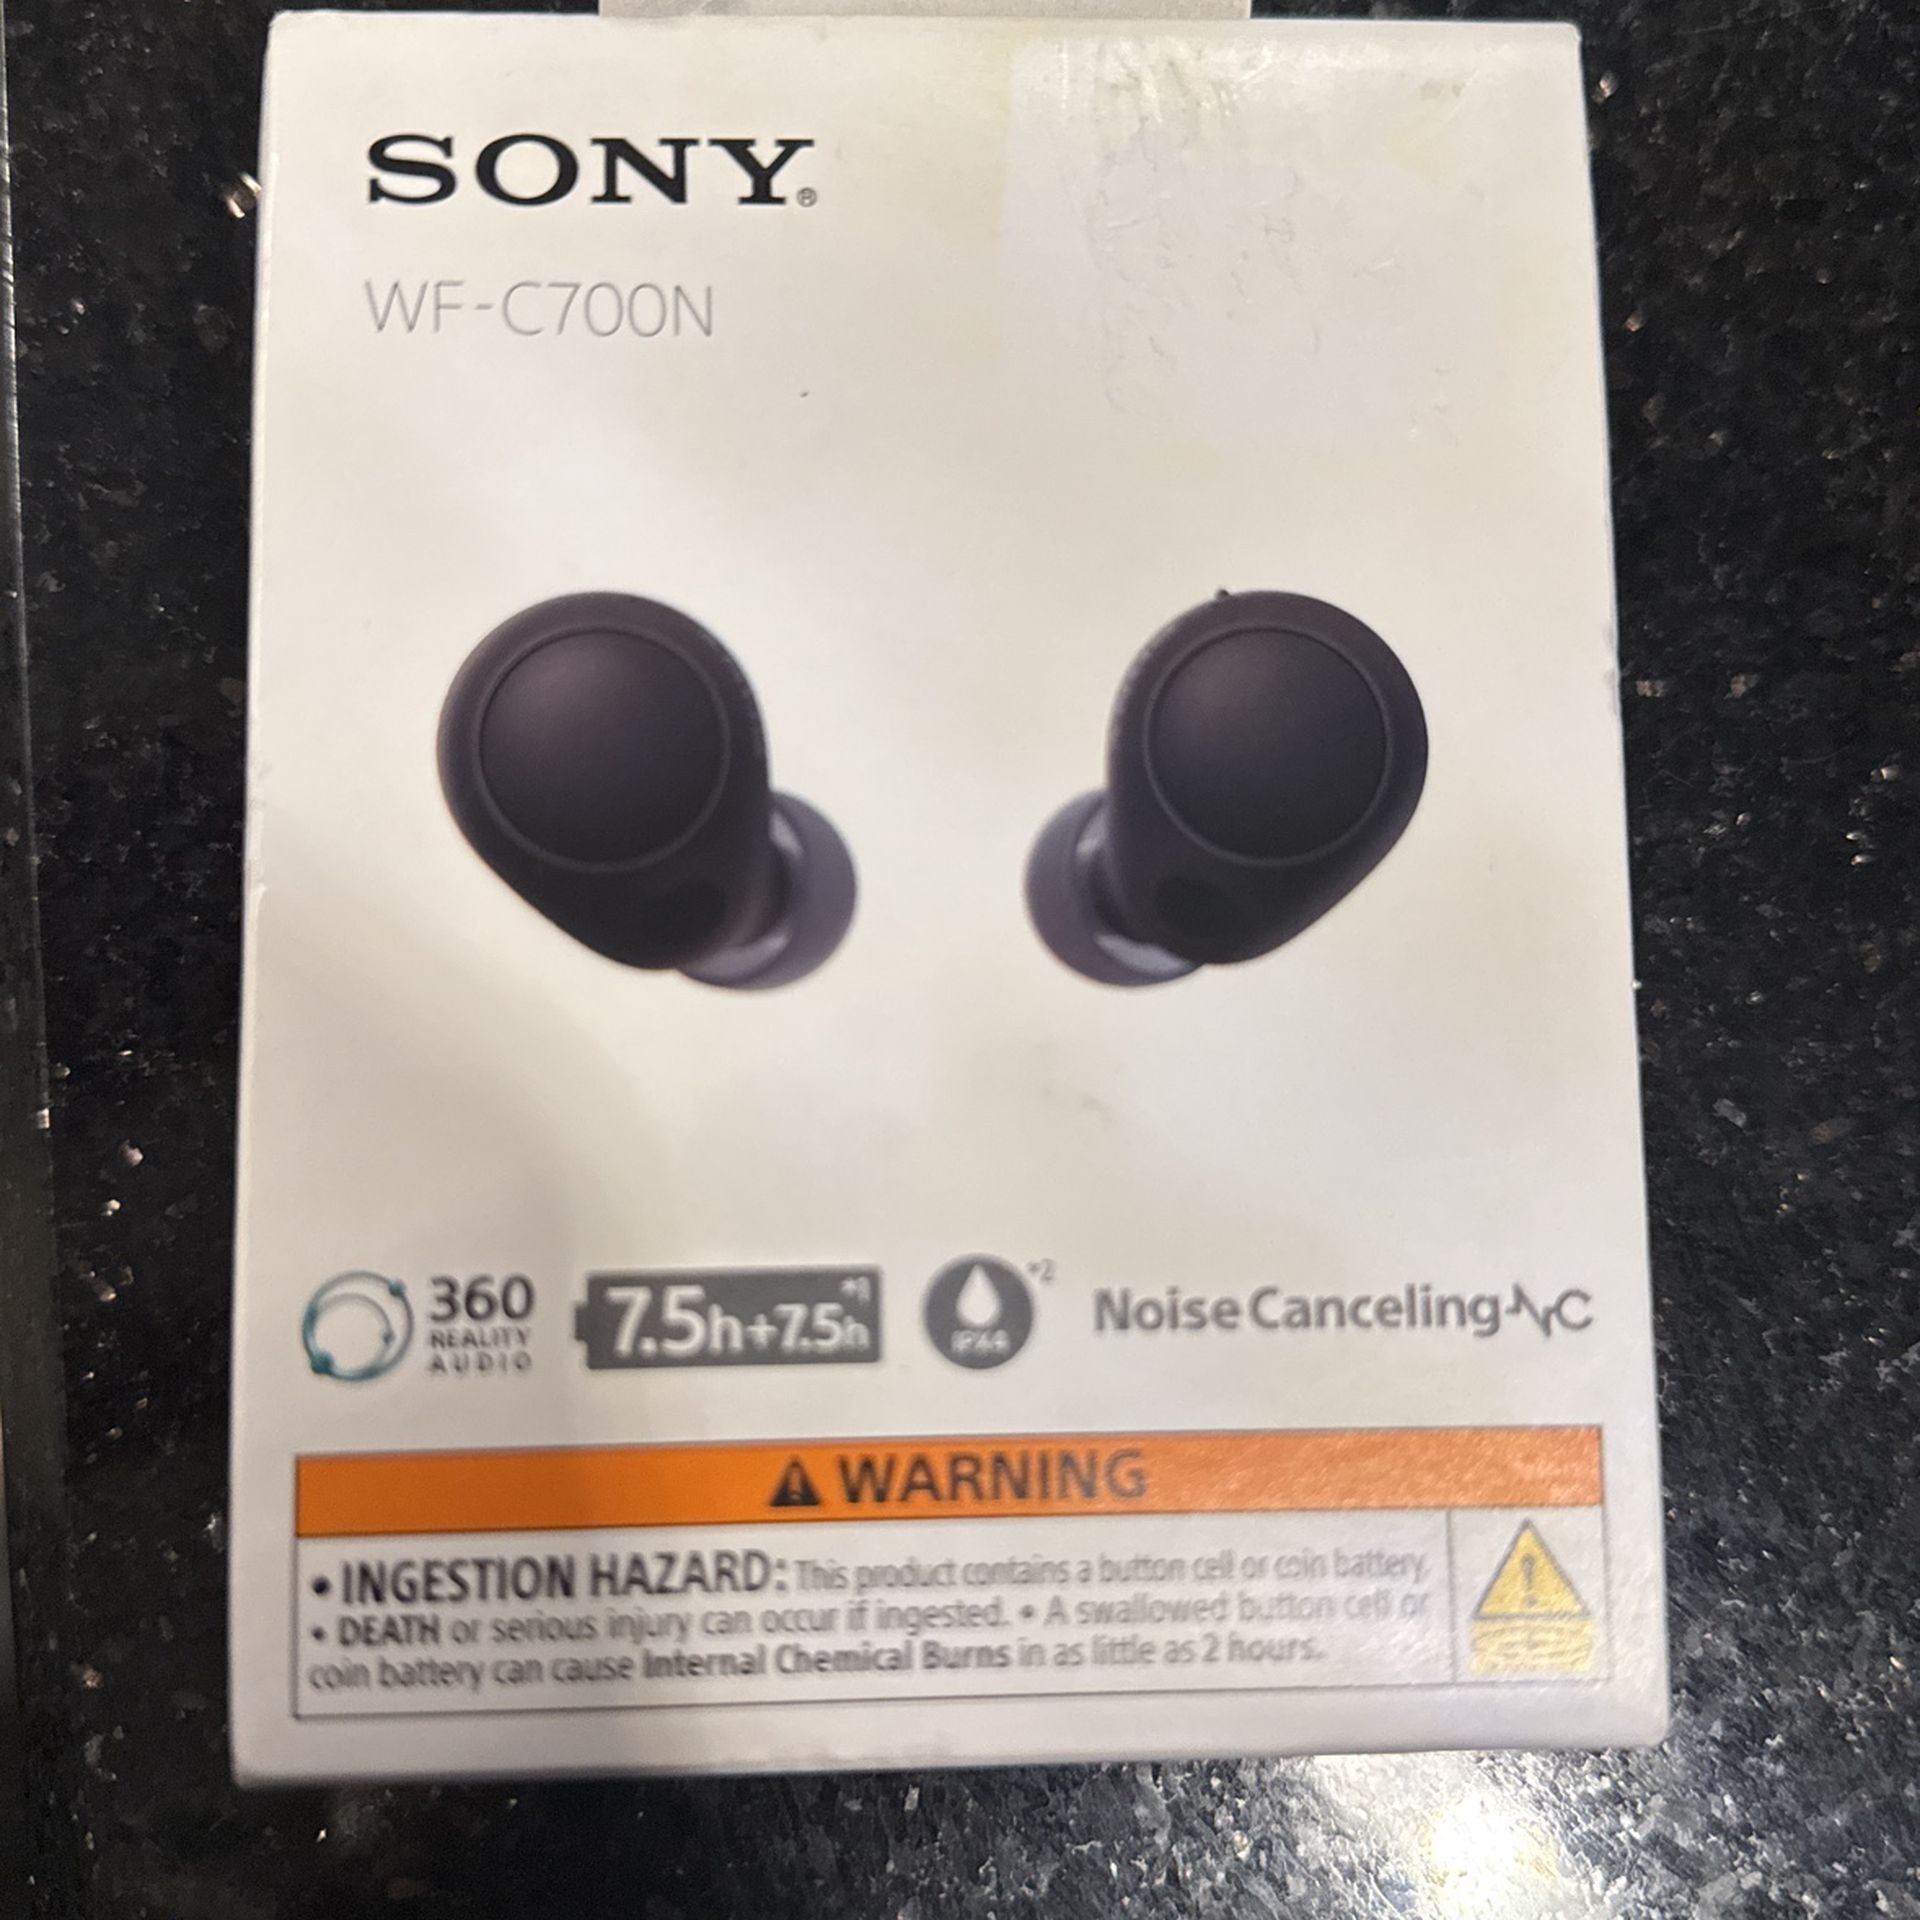 SONY®
WF-C700N
360
REALITY
AUDIO
7.5h+7.5h *1
*2
IPX4
Noise Canceling
WARNING
• INGESTION HAZARD: This product contains a button cell or coin battery.
• DEATH or serious injury can occur if ingested. • A swallowed button cell or
coin battery can cause Internal Chemical Burns in as little as 2 hours.